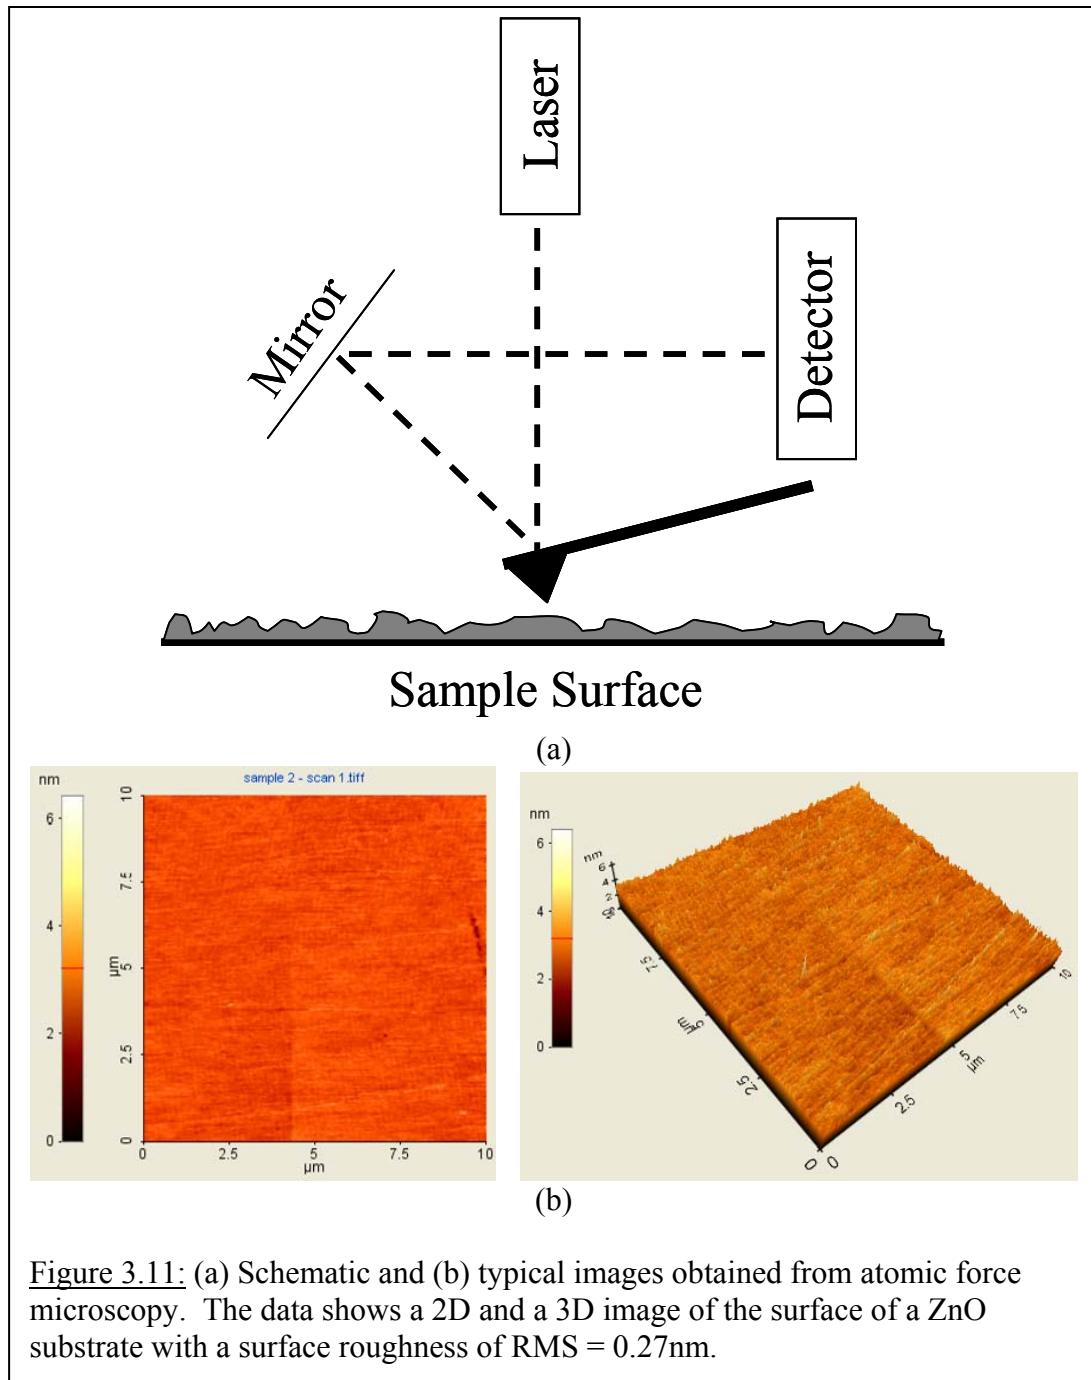 Laser
Mirror
Detector
Sample Surface
(a)
nm
sample 2 - scan 1.tiff
6
4
2
0
10
7.5
5
µm
2.5
0
0
2.5
5
7.5
10
µm
nm
6
4
2
0
nm
6
4
2
10
7.5
5
µm
2.5
0
0
2.5
5
µm
7.5
10
(b)
Figure 3.11: (a) Schematic and (b) typical images obtained from atomic force
microscopy. The data shows a 2D and a 3D image of the surface of a ZnO
substrate with a surface roughness of RMS = 0.27nm.